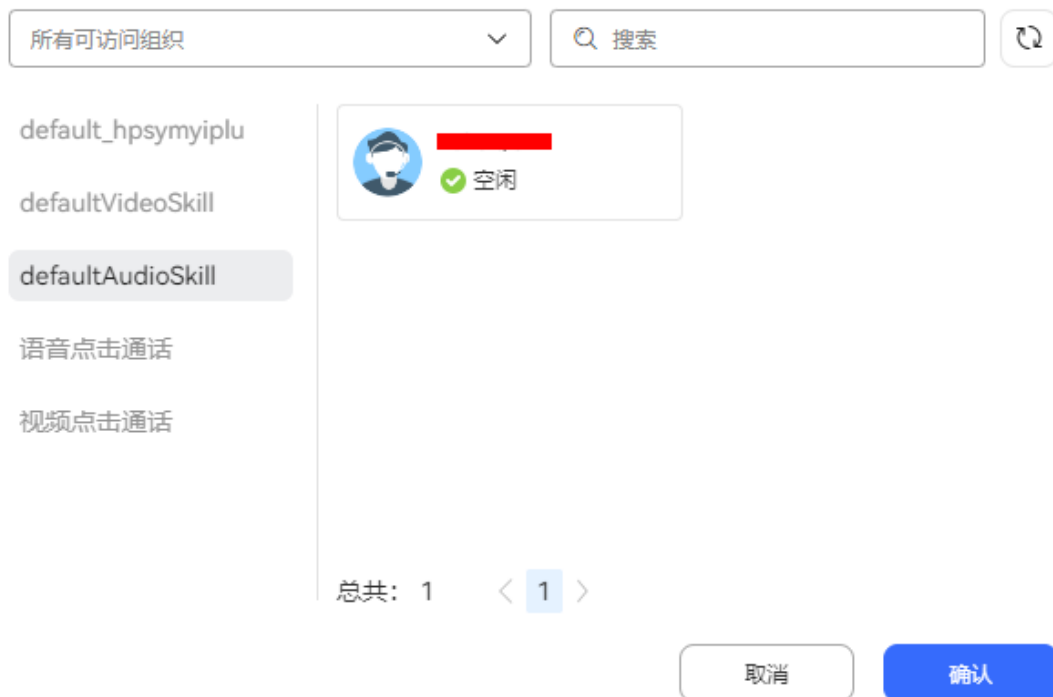 所有可访问组织
搜索
default_hpsymyiplu
defaultVideoSkill
defaultAudioSkill
语音点击通话
视频点击通话
空闲
总共： 1
1
取消
确认